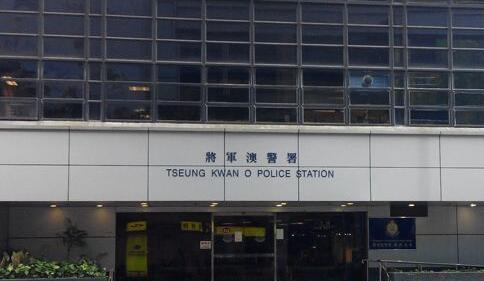 將軍澳警署
TSEUNG KWAN O POLICE STATION